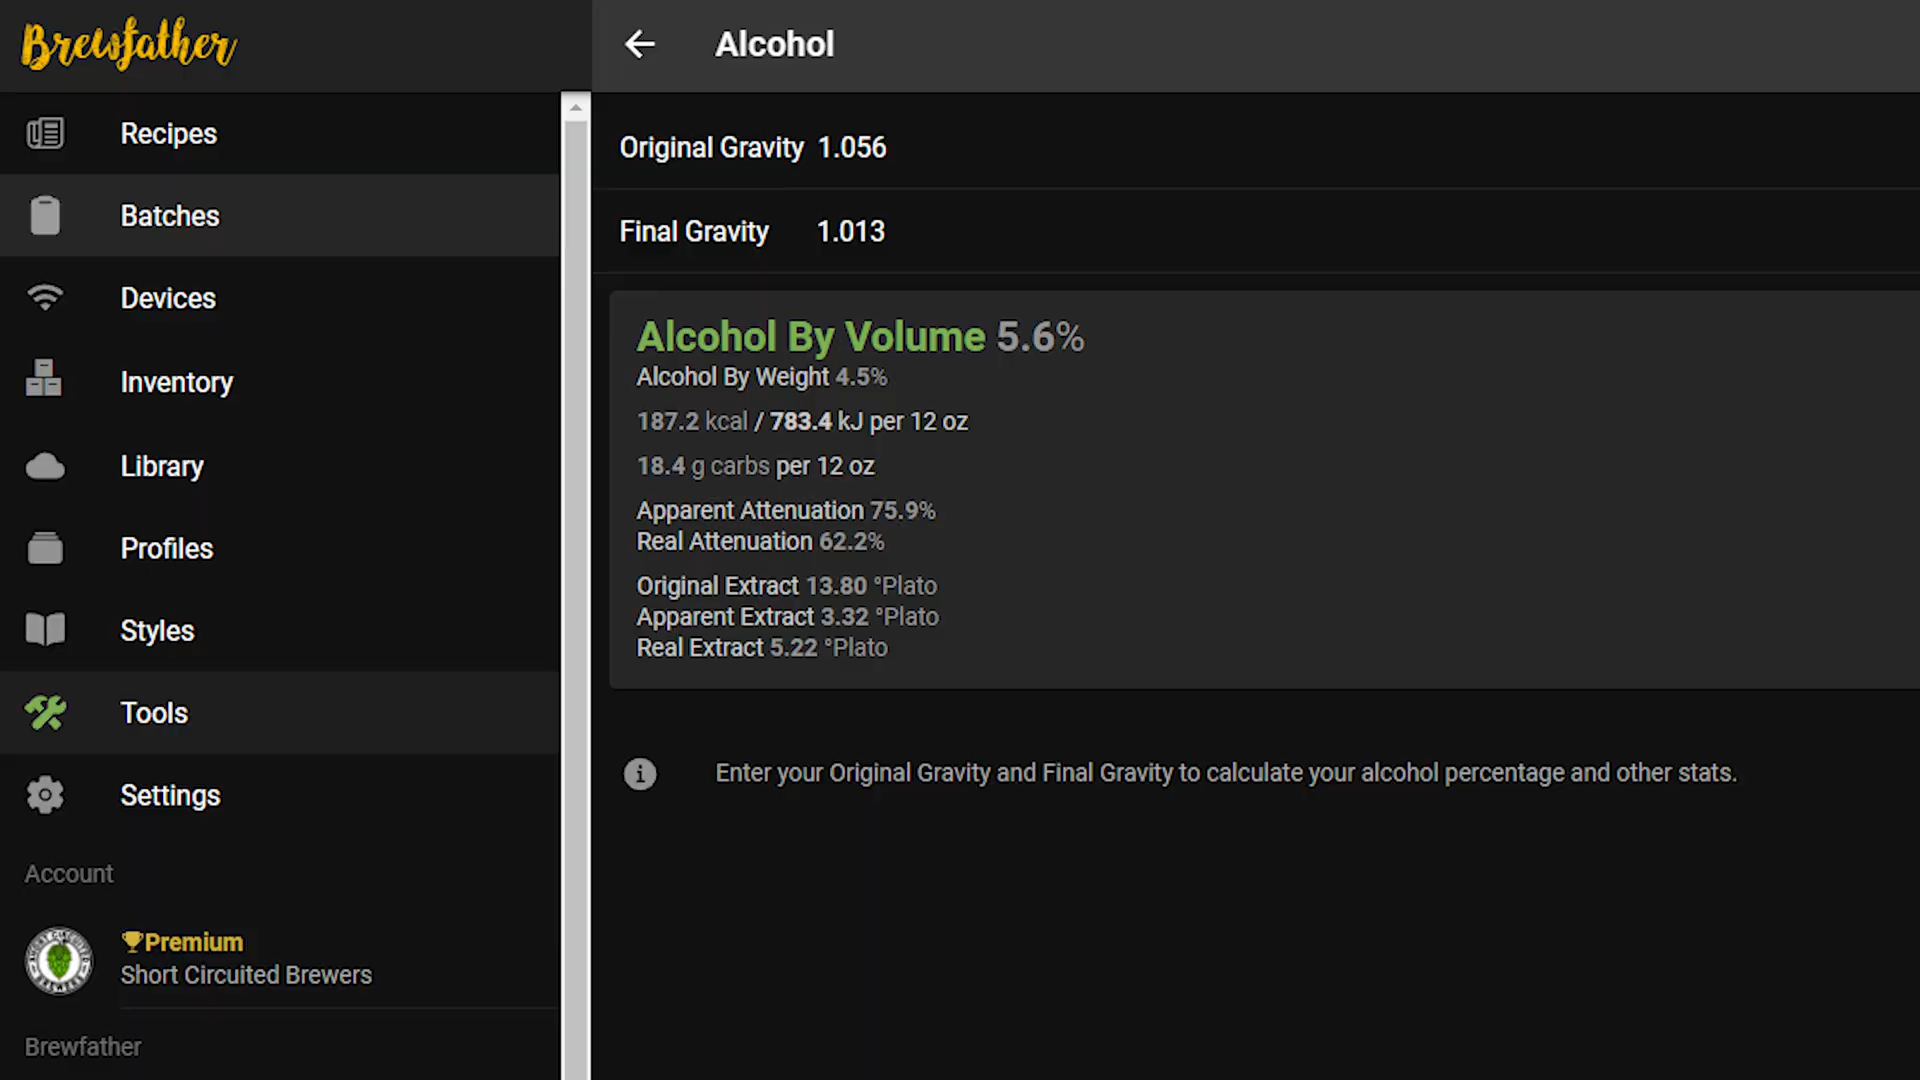 Brewfather
Recipes
Batches
Devices
Inventory
Library
Profiles
Styles
Tools
Settings
Account
Premium
Short Circuited Brewers
Brewfather
Alcohol
Original Gravity 1.056
Final Gravity 1.013
Alcohol By Volume 5.6%
Alcohol By Weight 4.5%
187.2 kcal / 783.4 kJ per 12 oz
18.4 g carbs per 12 oz
Apparent Attenuation 75.9%
Real Attenuation 62.2%
Original Extract 13.80 °Plato
Apparent Extract 3.32 °Plato
Real Extract 5.22 °Plato
Enter your Original Gravity and Final Gravity to calculate your alcohol percentage and other stats.